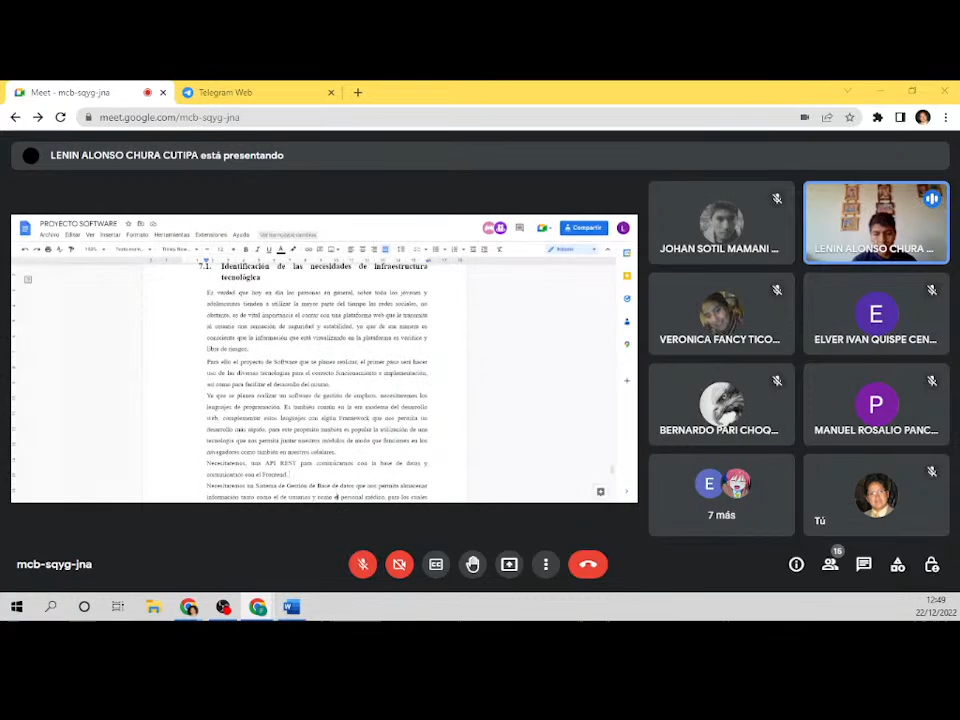 Meet - mcb-sqyg-jna
Telegram Web
meet.google.com/mcb-sqyg-jna
LENIN ALONSO CHURA CUTIPA está presentando
PROYECTO SOFTWARE
Archivo Editar Ver Insertar Formato Herramientas Extensiones Ayuda
Compartir
L
7.1. Identificación de las necesidades de infraestructura
tecnológica
Es verdad que hoy en día las personas en general, sobre todo los jóvenes y
adolescentes tienden a utilizar la mayor parte del tiempo las redes sociales, no
obstante, es de vital importancia el contar con una plataforma web que le transmita
al usuario una sensación de seguridad y estabilidad, ya que de esa manera es
consciente que la información que está visualizando en la plataforma es verídica y
libre de riesgos.
Para ello el proyecto de Software que se planea realizar, el primer paso será hacer
uso de las diversas tecnologías para el correcto funcionamiento e implementación,
así como para facilitar el desarrollo del mismo.
Ya que se planea realizar un software de gestión de empleos, necesitaremos los
lenguajes de programación. Es también común en la era moderna del desarrollo
web, complementar estos lenguajes con algún Framework que nos permita un
desarrollo más rápido, para este propósito también es popular la utilización de una
tecnología que nos permita juntar nuestros módulos de modo que funcionen en los
navegadores como también en nuestros celulares.
Necesitaremos, una API REST para comunicarnos con la base de datos y
comunicarnos con el Frontend.
Necesitaremos un Sistema de Gestión de Base de datos que nos permita almacenar
información tanto como el de usuarios y como el personal médico, para los cuales
JOHAN SOTIL MAMANI ...
LENIN ALONSO CHURA ...
VERONICA FANCY TICO...
E
ELVER IVAN QUISPE CEN...
BERNARDO PARI CHOQ...
P
MANUEL ROSALIO PANC...
E
7 más
Tú
mcb-sqyg-jna
15
12:49
22/12/2022